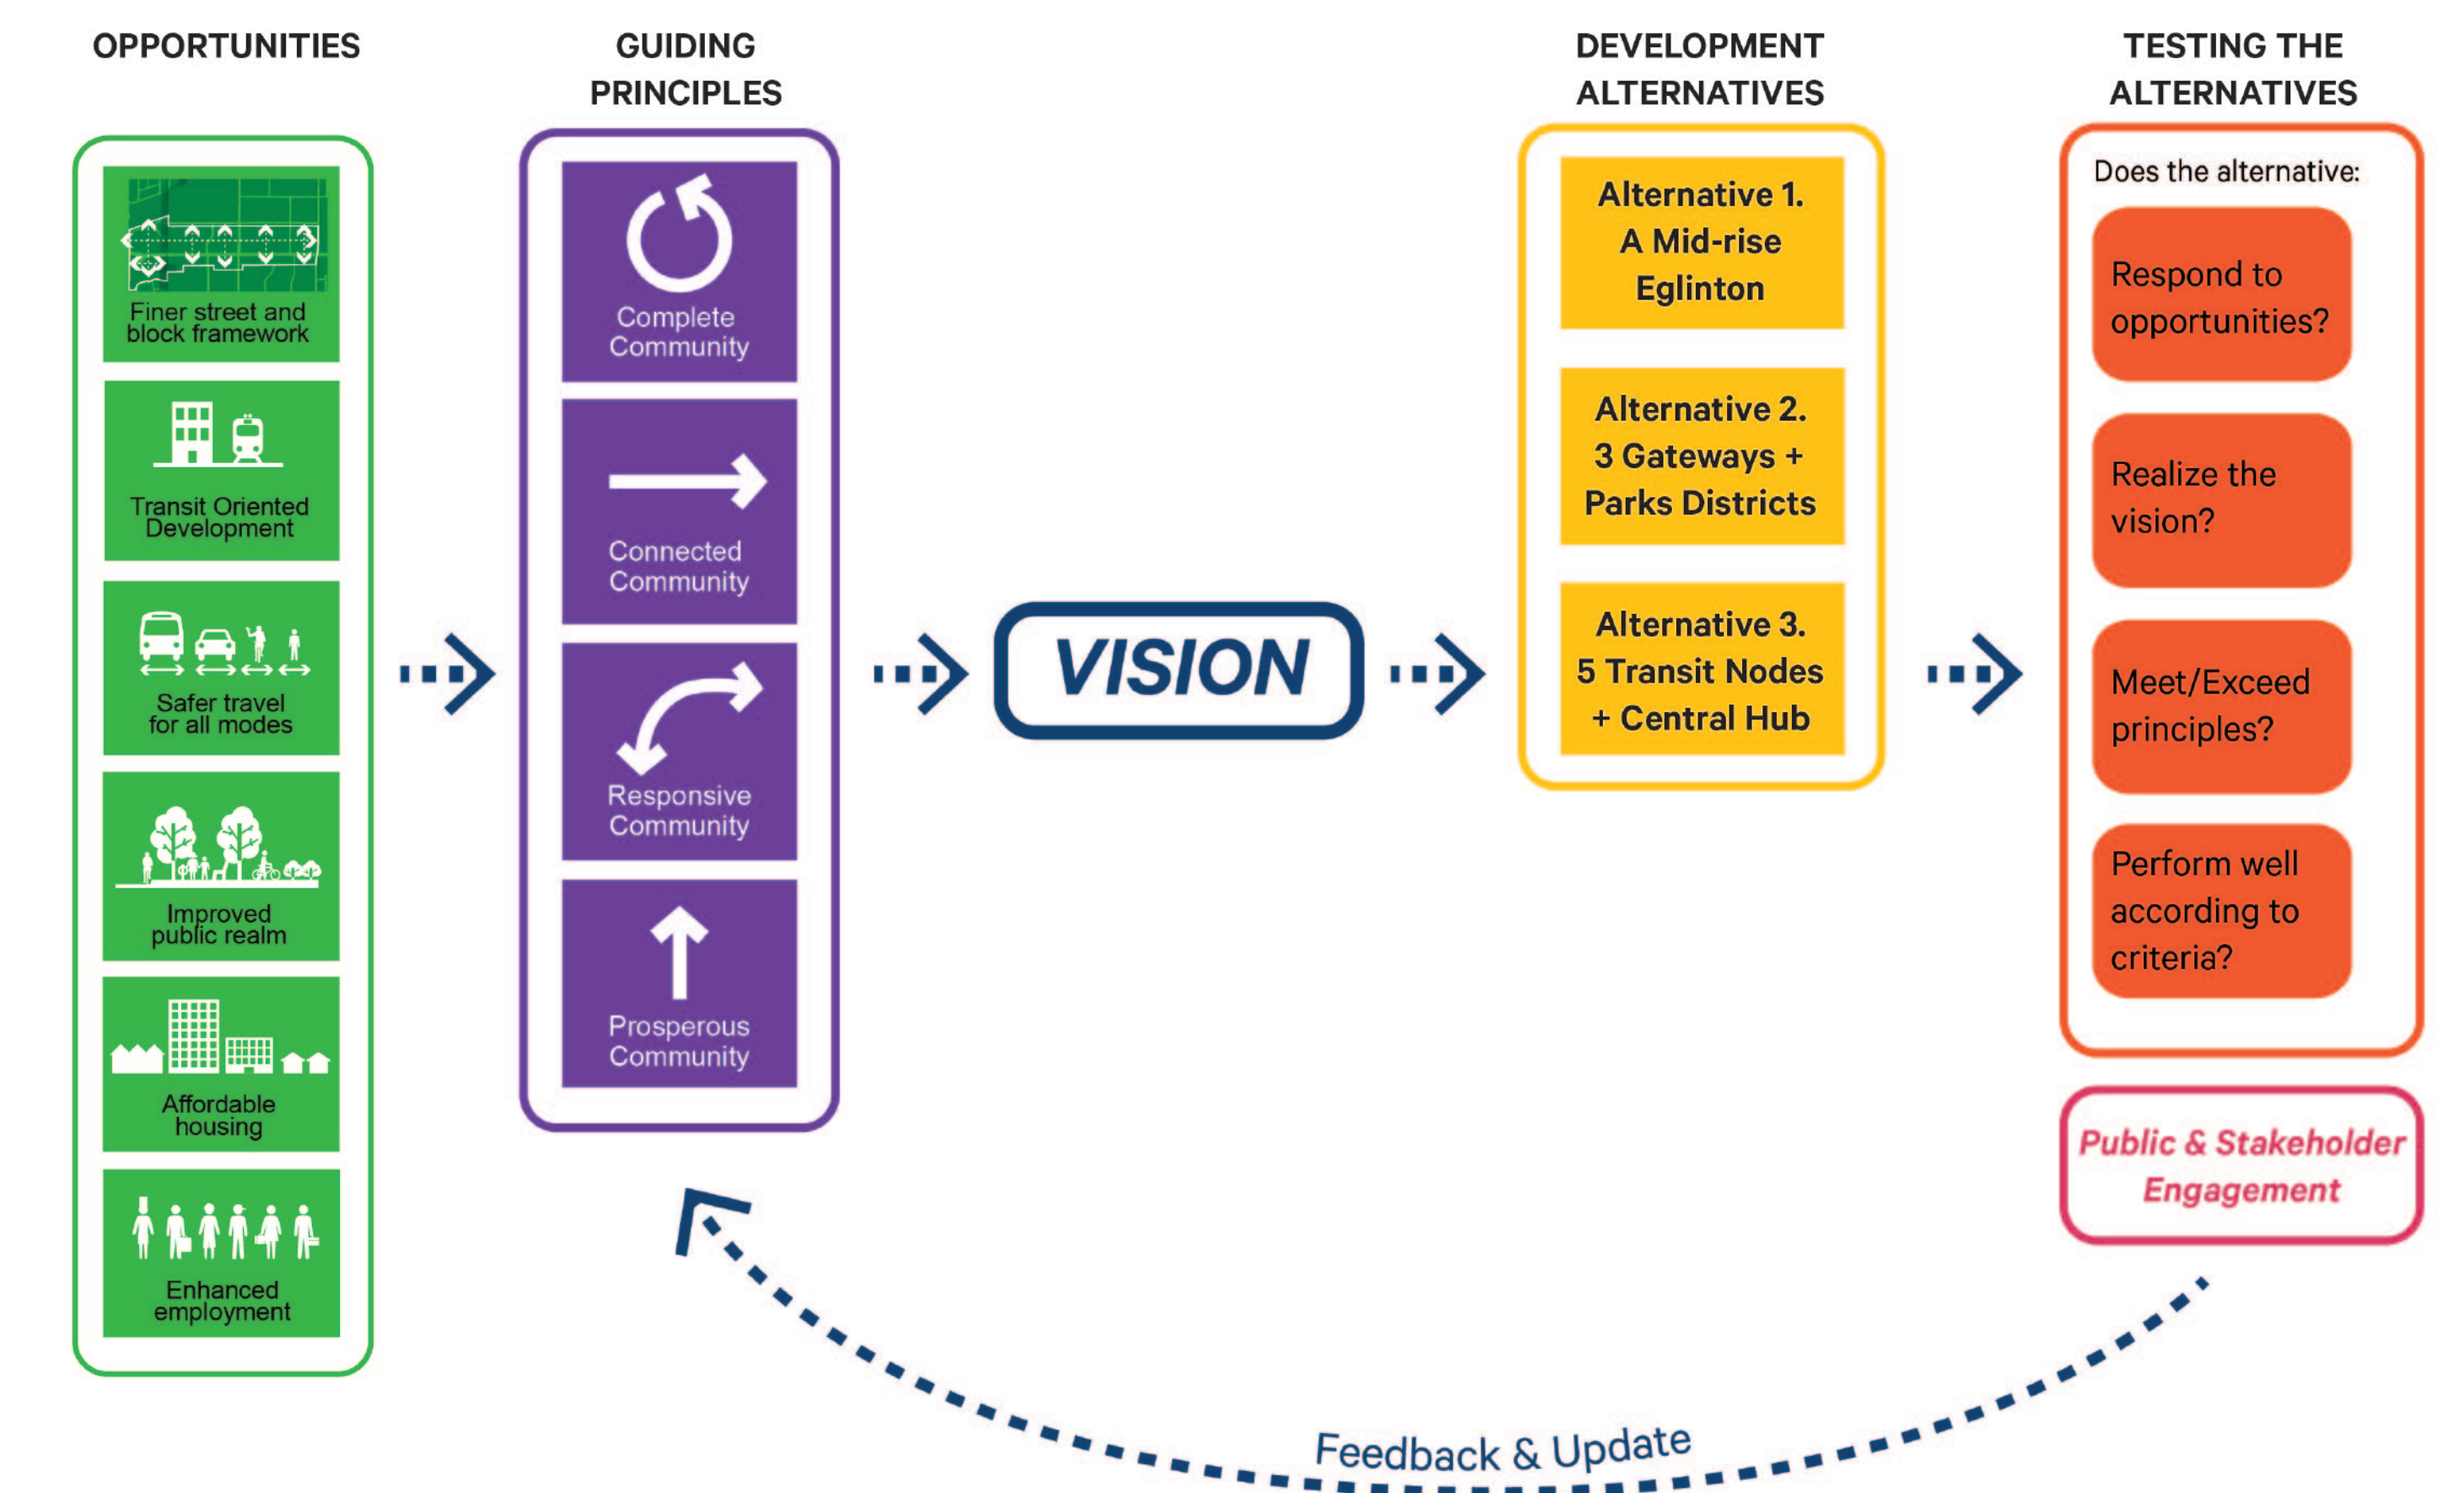 OPPORTUNITIES
Finer street and
block framework
Transit Oriented
Development
Safer travel
for all modes
Improved
public realm
Affordable
housing
Enhanced
employment
GUIDING
PRINCIPLES
Complete
Community
Connected
Community
Responsive
Community
Prosperous
Community
VISION
DEVELOPMENT
ALTERNATIVES
Alternative 1.
A Mid-rise
Eglinton
Alternative 2.
3 Gateways +
Parks Districts
Alternative 3.
5 Transit Nodes
+ Central Hub
TESTING THE
ALTERNATIVES
Does the alternative:
Respond to
opportunities?
Realize the
vision?
Meet/Exceed
principles?
Perform well
according to
criteria?
Public & Stakeholder
Engagement
Feedback & Update